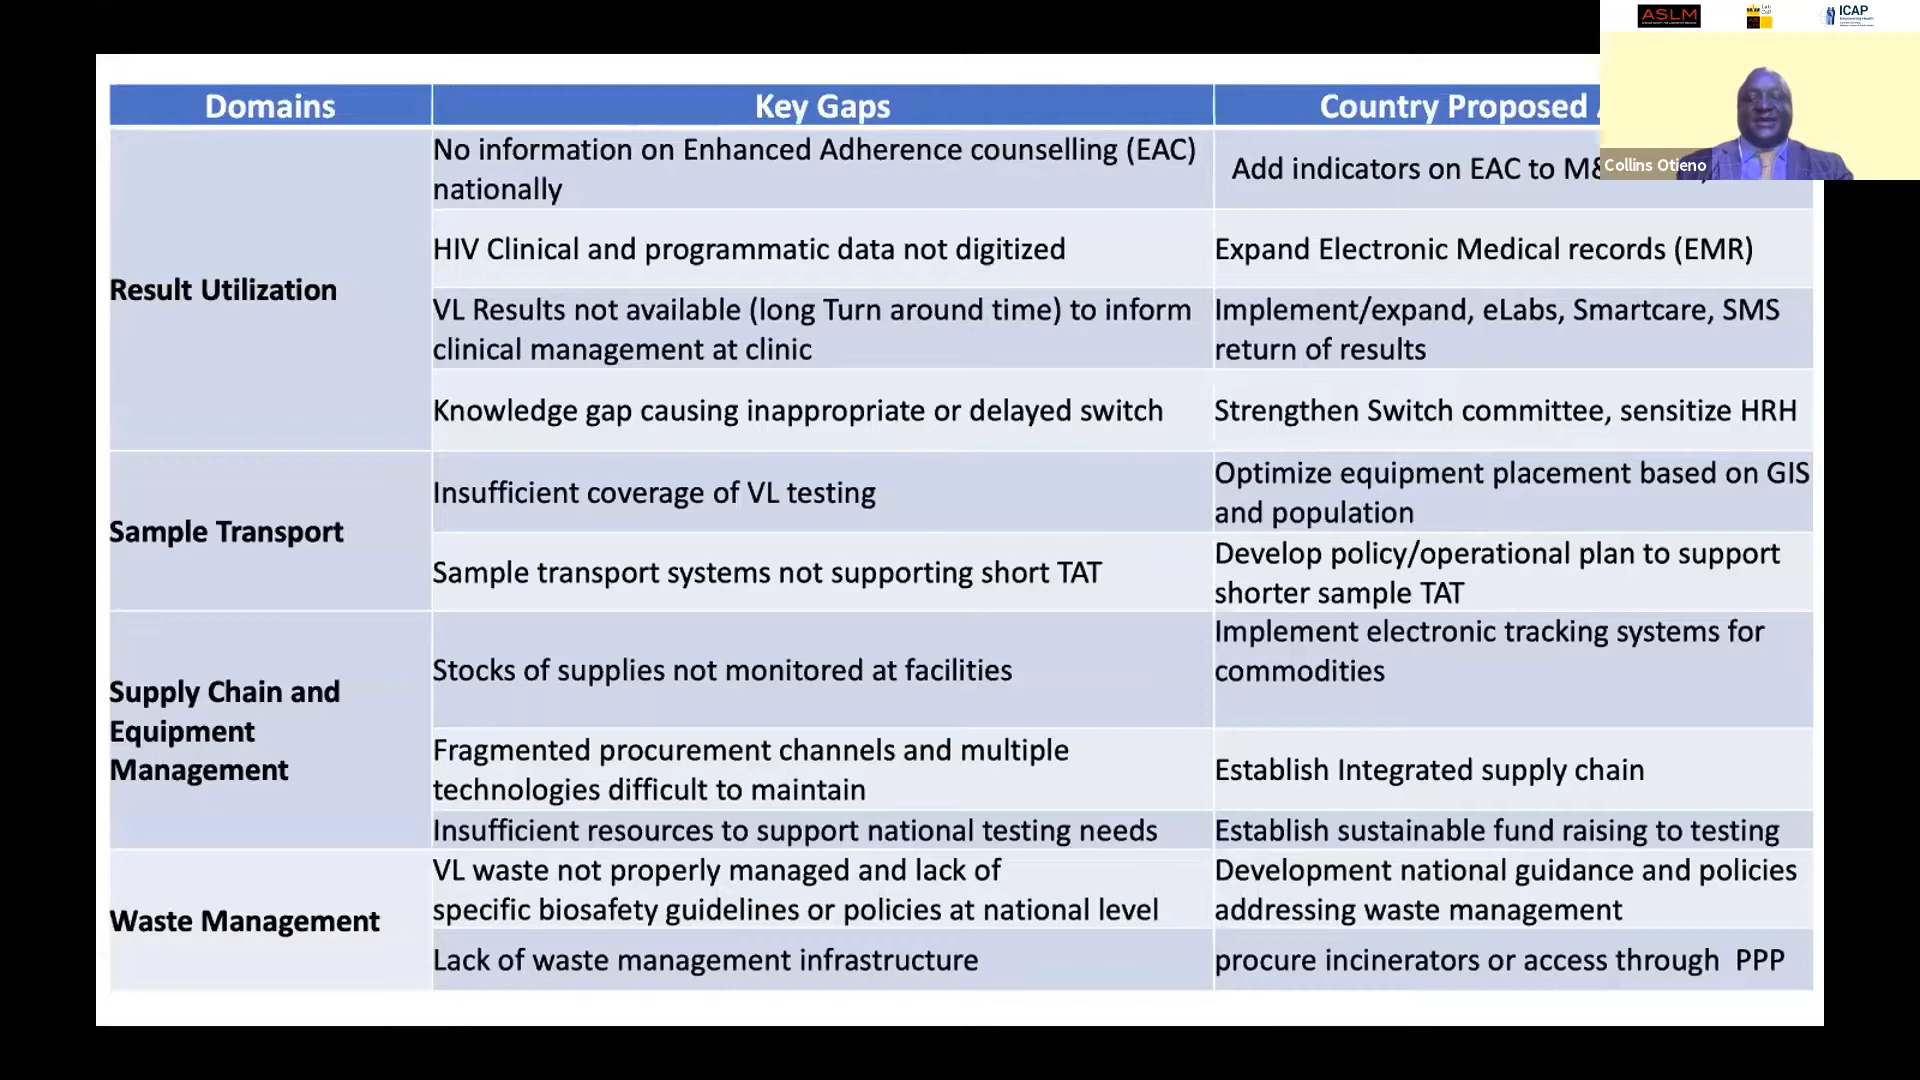 ASLM
Lab
CoP
ICAP
Domains
Key Gaps
Country Proposed
Collins Otieno
Result Utilization
No information on Enhanced Adherence counselling (EAC)
nationally
Add indicators on EAC to
HIV Clinical and programmatic data not digitized
Expand Electronic Medical records (EMR)
VL Results not available (long Turn around time) to inform
clinical management at clinic
Implement/expand, eLabs, Smartcare, SMS
return of results
Knowledge gap causing inappropriate or delayed switch
Strengthen Switch committee, sensitize HRH
Sample Transport
Insufficient coverage of VL testing
Optimize equipment placement based on GIS
and population
Sample transport systems not supporting short TAT
Develop policy/operational plan to support
shorter sample TAT
Supply Chain and
Equipment
Management
Stocks of supplies not monitored at facilities
Implement electronic tracking systems for
commodities
Fragmented procurement channels and multiple
technologies difficult to maintain
Establish Integrated supply chain
Insufficient resources to support national testing needs
Establish sustainable fund raising to testing
Waste Management
VL waste not properly managed and lack of
specific biosafety guidelines or policies at national level
Development national guidance and policies
addressing waste management
Lack of waste management infrastructure
procure incinerators or access through PPP